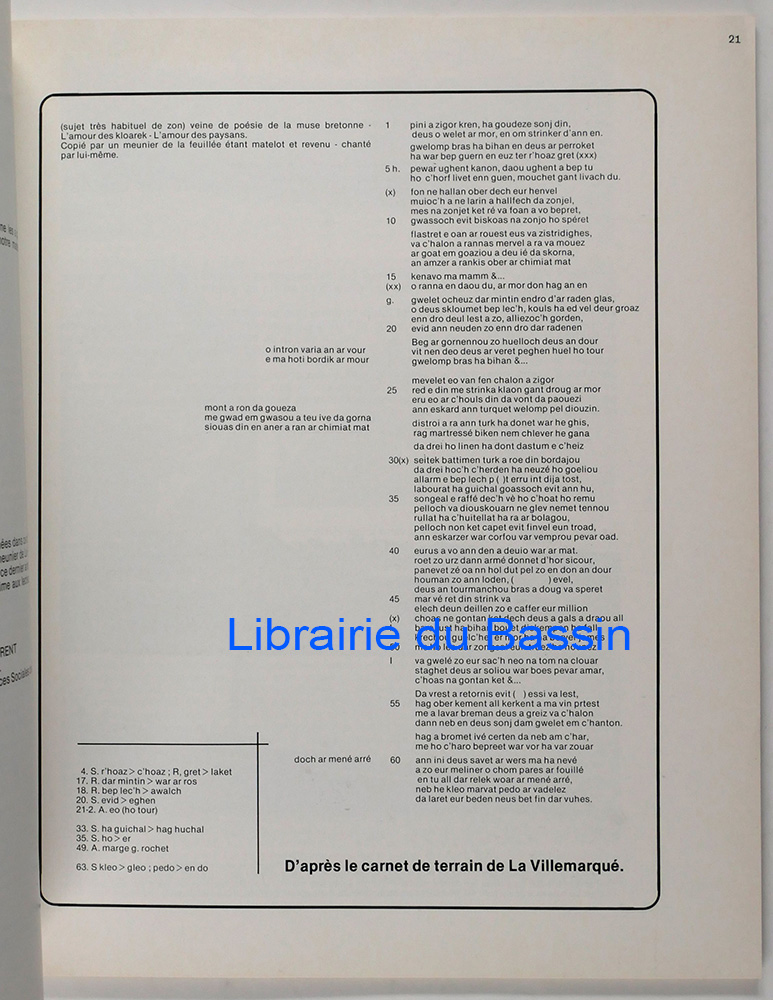 21
(sujet très habituel de zon) veine de poésie de la muse bretonne -
L'amour des kloarek - L'amour des paysans.
Copié par un meunier de la feuillée étant matelot et revenu - chanté
par lui-même.
1 pini a zigor kren, ha goudeze sonj din,
deus o welet ar mor, en om strinker d'ann en.
gwelomp bras ha bihan en deus ar perroket
ha war bep guern en euz ter r'hoaz gret (xxx)
5 h. pewar ughent kanon, daou ughent a bep tu
ho c'horf livet enn guen, mouchet gant livach du.
(x) fon ne hallan ober dech eur henvel
muioc'h a ne larin a hallfech da zonjel,
mes na zonjet ket ré va foan a vo bepret,
10 gwassoch evit biskoas na zonjo ho spéret
flastret e oan ar rouest eus va zistridighes,
va c'halon a rannas mervel a ra va mouez
ar goat em goaziou a deu ié da skorna,
an amzer a rankis ober ar chimiat mat
15 kenavo ma mamm &...
(xx) o ranna en daou du, ar mor don hag an en
g. gwelet ocheuz dar mintin endro d'ar raden glas,
o deus skloumet bep lec'h, kouls ha ed vel deur groaz
enn dro deul lest a zo, alliezoc'h gorden,
20 evid ann neuden zo enn dro dar radenen
Beg ar gornennou zo huelloch deus an dour
vit nen deo deus ar veret peghen huel ho tour
gwelomp bras ha bihan &...
o intron varia an ar vour
e ma hoti bordik ar mour
mevelet eo van fen chalon a zigor
25 red e din me strinka klaon gant droug ar mor
eru eo ar c'houls din da vont da paouezi
ann eskard ann turquet welomp pel diouzin.
mont a ron da goueza
me gwad em gwasou a teu ive da gorna
siouas din en aner a ran ar chimiat mat
distroi a ra ann turk ha donet war he ghis,
rag martressé biken nem chlever he gana
da drei ho linen ha dont dastum e c'heiz
30(x) seitek battimen turk a roe din bordajou
da drei hoc'h c'herden ha neuzé ho goeliou
allarm e bep lech p ( )t erru int dija tost,
labourat ha guichal goassoch evit ann hu,
35 songeal e raffé dec'h vè ho c'hoat ho remu
pelloch va diouskouarn ne glev nemet tennou
rullat ha c'huitellat ha ra ar bolagou,
pelloch non ket capet evit finvel eun troad,
ann eskarzer war corfou var vemprou pevar oad.
40 eurus a vo ann den a deuio war ar mat.
roet zo urz dann armé donnet d'hor sicour,
panevet zé oa nn hol dut pel zo en don an dour
houman zo ann loden, ( ) evel,
deus an tourmanchou bras a doug va speret
45 mar vé ret din strink va
elech deun deillen zo e caffer eur million
(x) choas ne gontan ket pech deus a gals a draou all
l va gwelé zo eur sac'h neo na tom na clouar
staghet deus ar soliou war boes pevar amar,
c'hoas na gontan ket &...
Da vrest a retornis evit ( ) essi va lest,
55 hag ober kement all kerkent a ma vin prtest
me a lavar breman deus a greiz va c'halon
dann neb en deus sonj dam gwelet em c'hanton.
hag a bromet ivé certen da neb am c'har,
me ho c'haro bepreet war vor ha var zouar
doch ar mené arré
60 ann ini deus savet ar wers ma ha nevé
a zo eur meliner o chom pares ar fouillé
en tu all dar relek woar ar mené arré,
neb he kleo marvat pedo ar vadelez
da laret eur beden neus bet fin dar vuhes.
4. S. r'hoaz > c'hoaz ; R, gret > laket
17. R. dar mintin > war ar ros
18. R. bep lec'h > awalch
20. S. evid > eghen
21-2. A. eo (ho tour)
33. S. ha guichal > hag huchal
35. S. ho > er
49. A. marge g. rochet
63. S kleo > gleo ; pedo > en do
D'après le carnet de terrain de La Villemarqué.
Librairie du Bassin
RENT